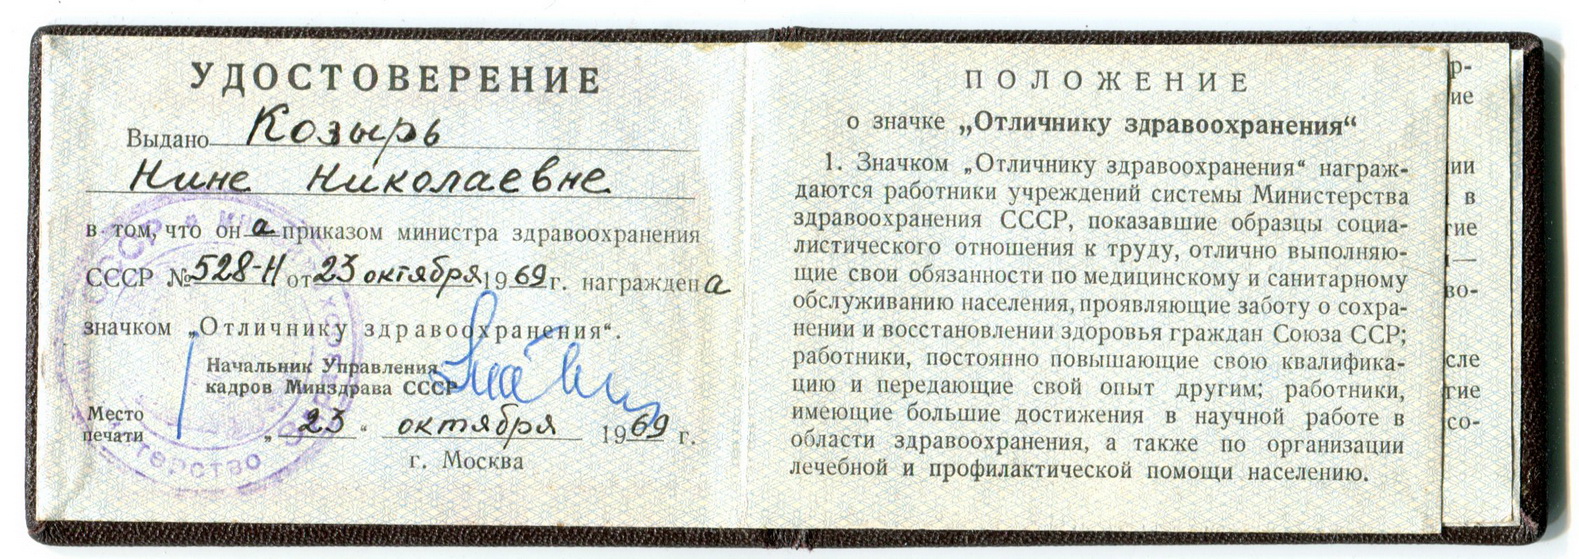 УДОСТОВЕРЕНИЕ
Выдано Козырь
Нине Николаевне
в том, что он а приказом министра здравоохранения
СССР № 528-Н от 23 октября 1969 г. награжден а
значком „Отличнику здравоохранения“.
Начальник Управления
кадров Минздрава СССР
Место
печати
„ 23 “ октября 1969 г.
г. Москва
ПОЛОЖЕНИЕ
о значке „Отличнику здравоохранения“
1. Значком „Отличнику здравоохранения“ награж-
даются работники учреждений системы Министерства
здравоохранения СССР, показавшие образцы социа-
листического отношения к труду, отлично выполняю-
щие свои обязанности по медицинскому и санитарному
обслуживанию населения, проявляющие заботу о сохра-
нении и восстановлении здоровья граждан Союза ССР;
работники, постоянно повышающие свою квалифика-
цию и передающие свой опыт другим; работники,
имеющие большие достижения в научной работе в
области здравоохранения, а также по организации
лечебной и профилактической помощи населению.